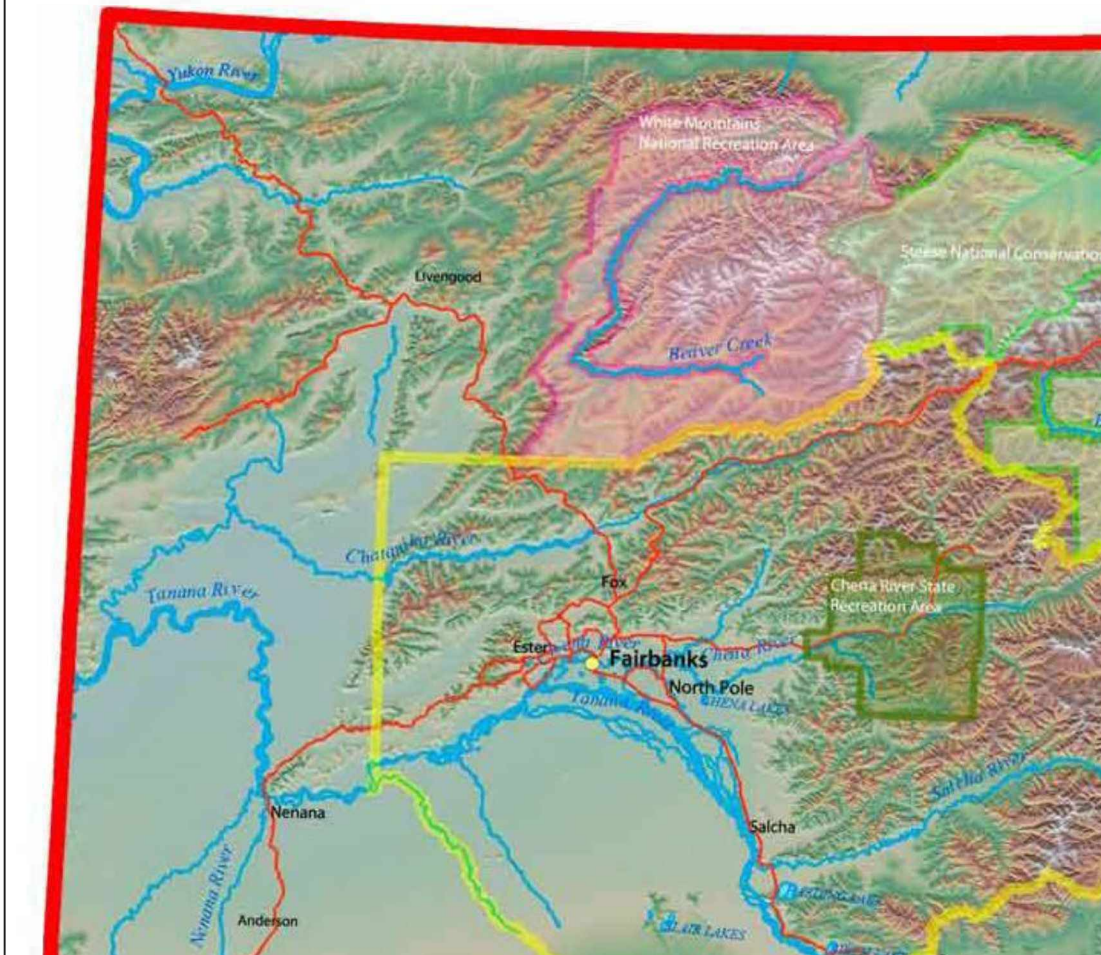 Yukon River
White Mountains
National Recreation Area
Steese National Conservation
Livengood
Beaver Creek
Chatanika River
Tanana River
Fox
Chena River State
Recreation Area
Ester
River
Chena River
Fairbanks
North Pole
CHENA LAKES
Tanana River
Salcha River
Nenana
Salcha
Nenana River
Anderson
BLAIR LAKES